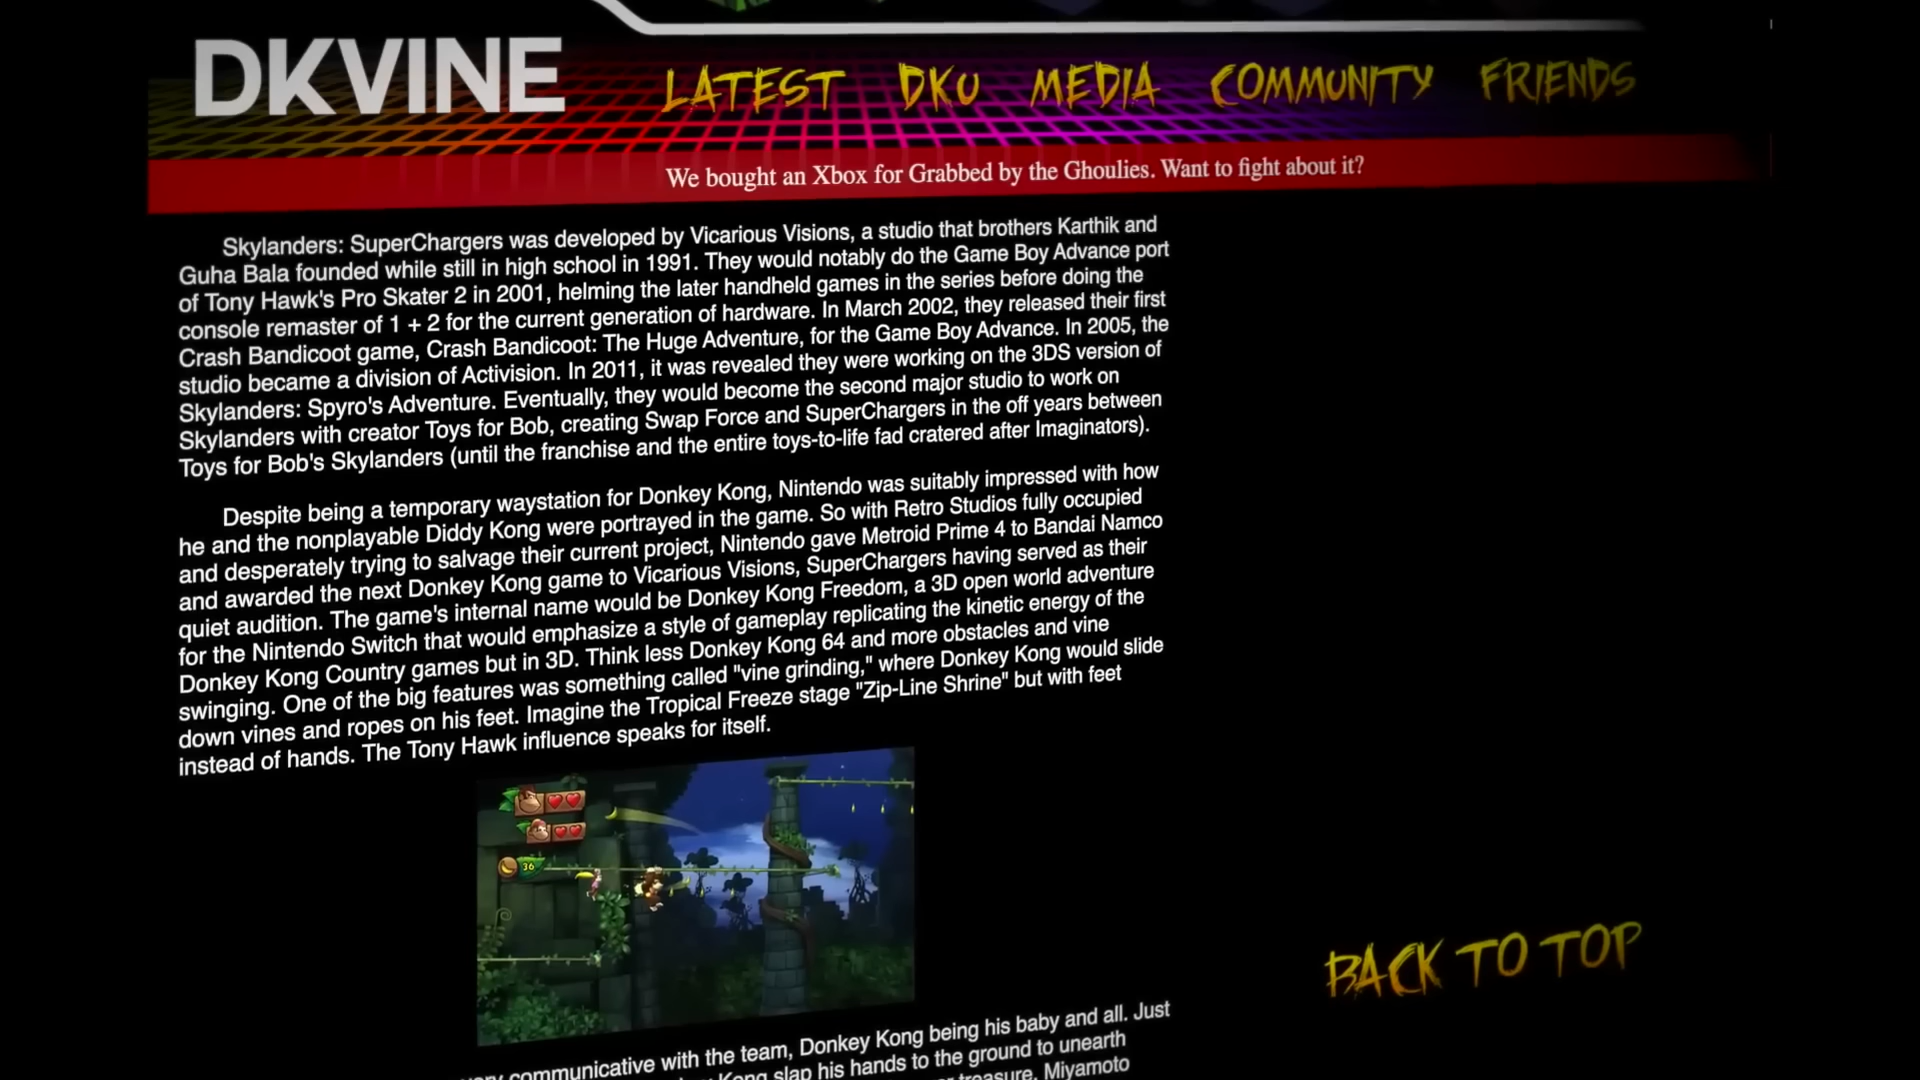 DKVINE
LATEST DKU MEDIA COMMUNITY FRIENDS
We bought an Xbox for Grabbed by the Ghoulies. Want to fight about it?
Skylanders: SuperChargers was developed by Vicarious Visions, a studio that brothers Karthik and
Guha Bala founded while still in high school in 1991. They would notably do the Game Boy Advance port
of Tony Hawk's Pro Skater 2 in 2001, helming the later handheld games in the series before doing the
console remaster of 1 + 2 for the current generation of hardware. In March 2002, they released their first
Crash Bandicoot game, Crash Bandicoot: The Huge Adventure, for the Game Boy Advance. In 2005, the
studio became a division of Activision. In 2011, it was revealed they were working on the 3DS version of
Skylanders: Spyro's Adventure. Eventually, they would become the second major studio to work on
Skylanders with creator Toys for Bob, creating Swap Force and SuperChargers in the off years between
Toys for Bob's Skylanders (until the franchise and the entire toys-to-life fad cratered after Imaginators).
Despite being a temporary waystation for Donkey Kong, Nintendo was suitably impressed with how
he and the nonplayable Diddy Kong were portrayed in the game. So with Retro Studios fully occupied
and desperately trying to salvage their current project, Nintendo gave Metroid Prime 4 to Bandai Namco
and awarded the next Donkey Kong game to Vicarious Visions, SuperChargers having served as their
quiet audition. The game's internal name would be Donkey Kong Freedom, a 3D open world adventure
for the Nintendo Switch that would emphasize a style of gameplay replicating the kinetic energy of the
Donkey Kong Country games but in 3D. Think less Donkey Kong 64 and more obstacles and vine
swinging. One of the big features was something called "vine grinding," where Donkey Kong would slide
down vines and ropes on his feet. Imagine the Tropical Freeze stage "Zip-Line Shrine" but with feet
instead of hands. The Tony Hawk influence speaks for itself.
36
BACK TO TOP
communicative with the team, Donkey Kong being his baby and all. Just
Kong slap his hands to the ground to unearth
treasure, Miyamoto